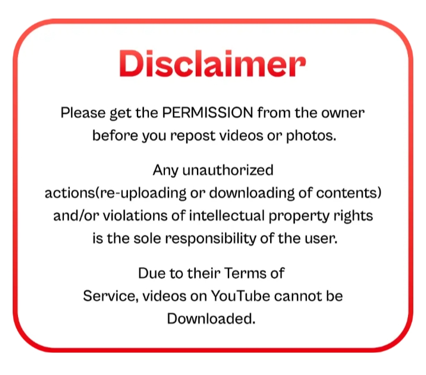 Disclaimer
Please get the PERMISSION from the owner
before you repost videos or photos.
Any unauthorized
actions(re-uploading or downloading of contents)
and/or violations of intellectual property rights
is the sole responsibility of the user.
Due to their Terms of
Service, videos on YouTube cannot be
Downloaded.